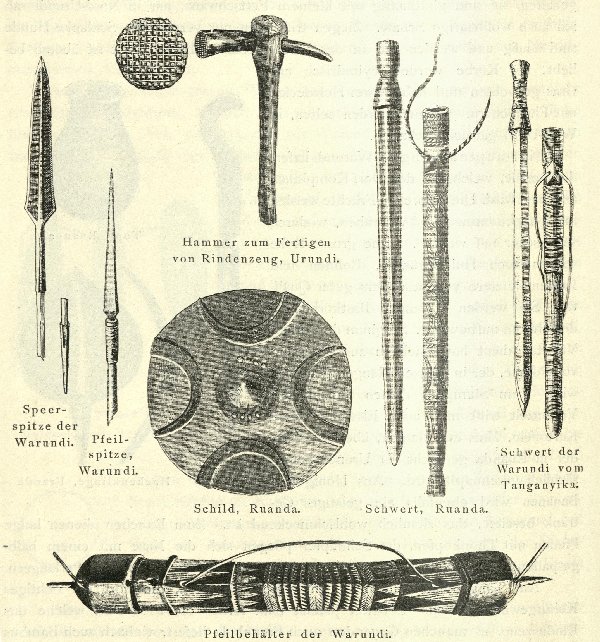 Hammer zum Fertigen
von Rindenzeug, Urundi.
Speer-
spitze der
Warundi.
Pfeil-
spitze,
Warundi.
Schild, Ruanda.
Schwert, Ruanda.
Schwert der
Warundi vom
Tanganyika.
Pfeilbehälter der Warundi.